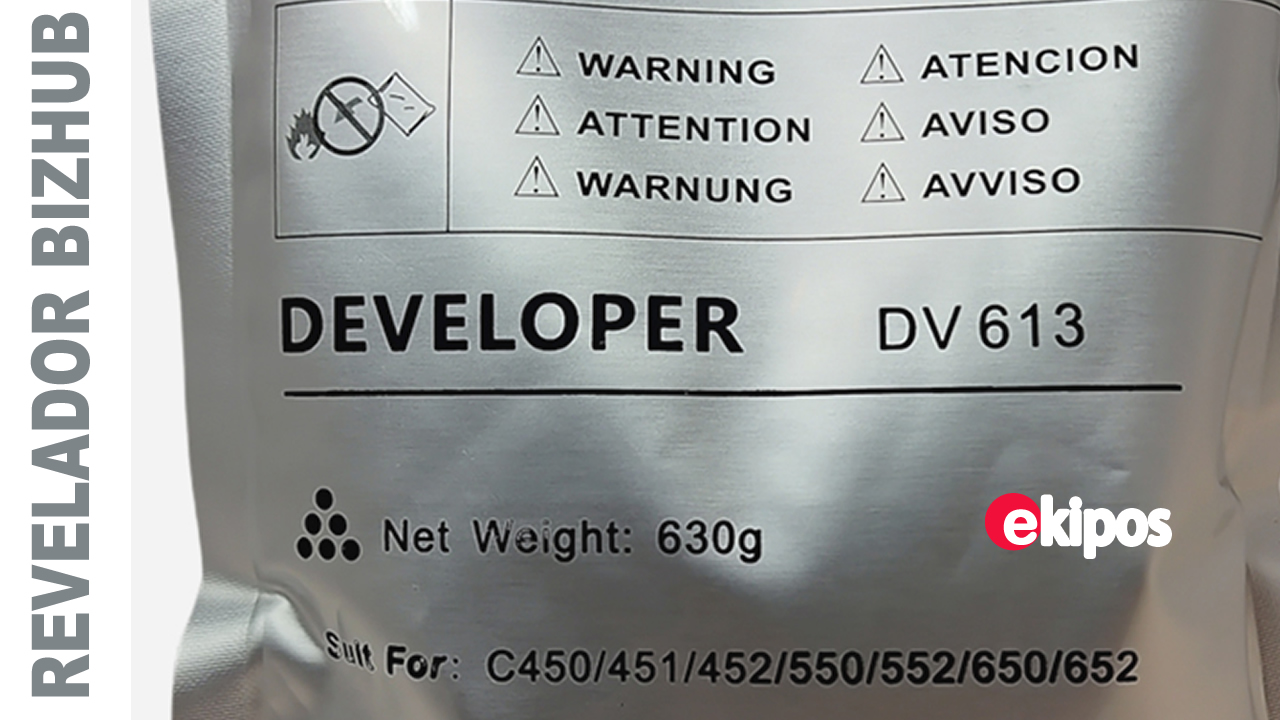 REVELADOR BIZHUB
WARNING
ATENCION
ATTENTION
AVISO
WARNUNG
AVVISO
DEVELOPER DV 613
Net Weight: 630g
ekipos
Suit For: C450/451/452/550/552/650/652